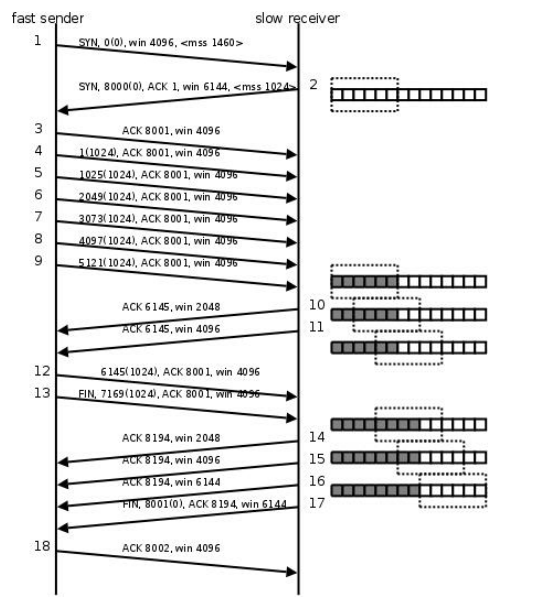 fast sender
slow receiver
1
SYN, 0(0), win 4096, <mss 1460>
SYN, 8000(0), ACK 1, win 6144, <mss 1024>
2
3
ACK 8001, win 4096
4
1(1024), ACK 8001, win 4096
5
1025(1024), ACK 8001, win 4096
6
2049(1024), ACK 8001, win 4096
7
3073(1024), ACK 8001, win 4096
8
4097(1024), ACK 8001, win 4096
9
5121(1024), ACK 8001, win 4096
ACK 6145, win 2048
10
ACK 6145, win 4096
11
12
6145(1024), ACK 8001, win 4096
13
FIN, 7169(1024), ACK 8001, win 4096
ACK 8194, win 2048
14
ACK 8194, win 4096
15
ACK 8194, win 6144
16
FIN, 8001(0), ACK 8194, win 6144
17
18
ACK 8002, win 4096